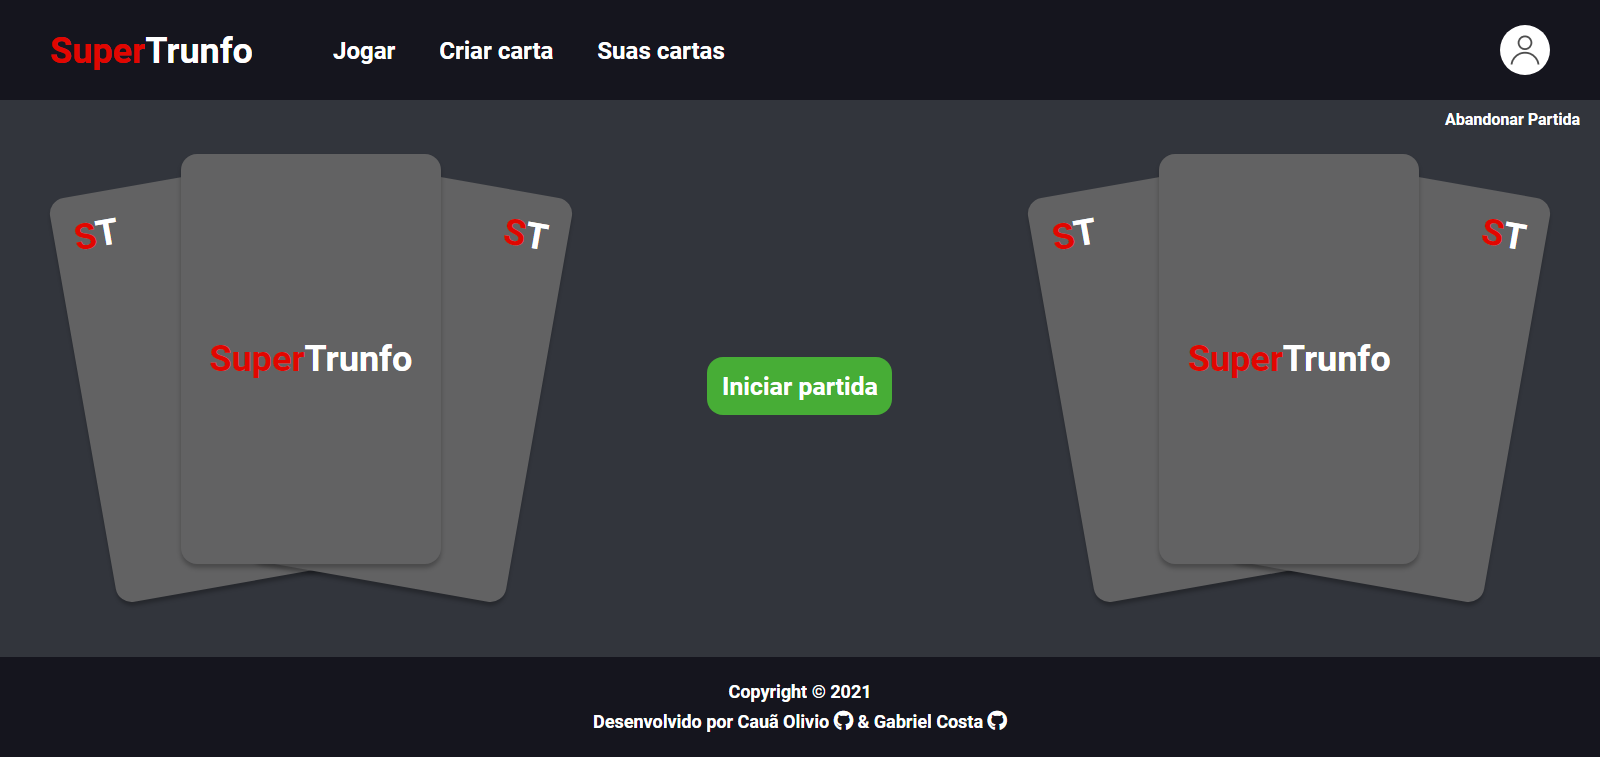 SuperTrunfo Jogar Criar carta Suas cartas
Abandonar Partida
ST ST ST ST
SuperTrunfo SuperTrunfo
Iniciar partida
Copyright © 2021
Desenvolvido por Cauã Olivio & Gabriel Costa